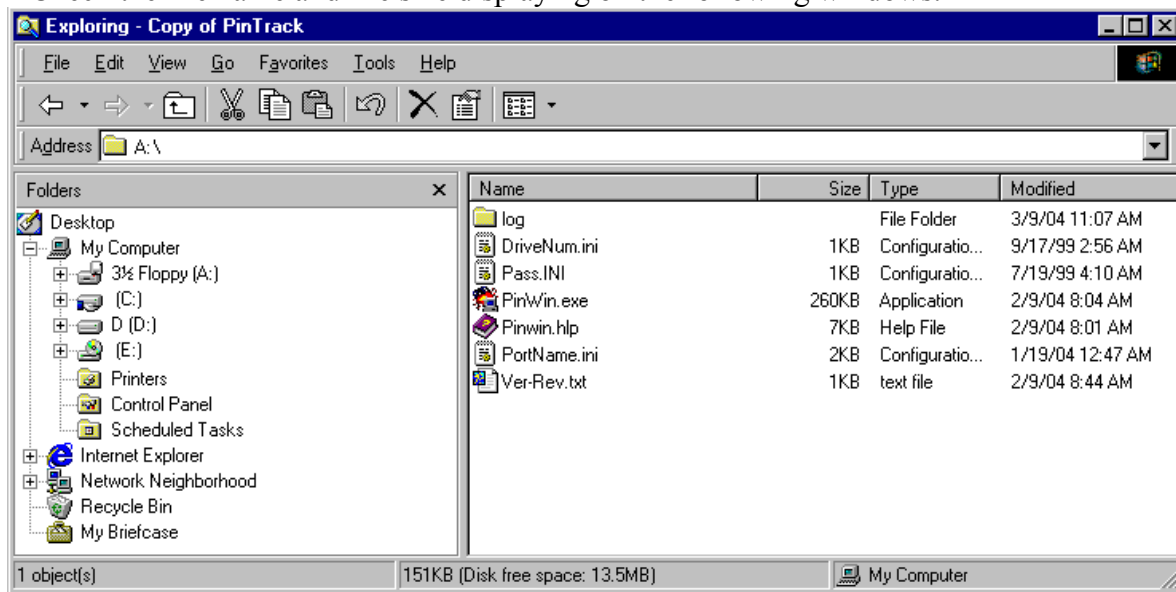 Exploring - Copy of PinTrack
File Edit View Go Favorites Tools Help
Address A:\
Folders
Desktop
My Computer
3½ Floppy (A:)
(C:)
D (D:)
(E:)
Printers
Control Panel
Scheduled Tasks
Internet Explorer
Network Neighborhood
Recycle Bin
My Briefcase
Name Size Type Modified
log File Folder 3/9/04 11:07 AM
DriveNum.ini 1KB Configuratio... 9/17/99 2:56 AM
Pass.INI 1KB Configuratio... 7/19/99 4:10 AM
PinWin.exe 260KB Application 2/9/04 8:04 AM
Pinwin.hlp 7KB Help File 2/9/04 8:01 AM
PortName.ini 2KB Configuratio... 1/19/04 12:47 AM
Ver-Rev.txt 1KB text file 2/9/04 8:44 AM
1 object(s) 151KB (Disk free space: 13.5MB) My Computer